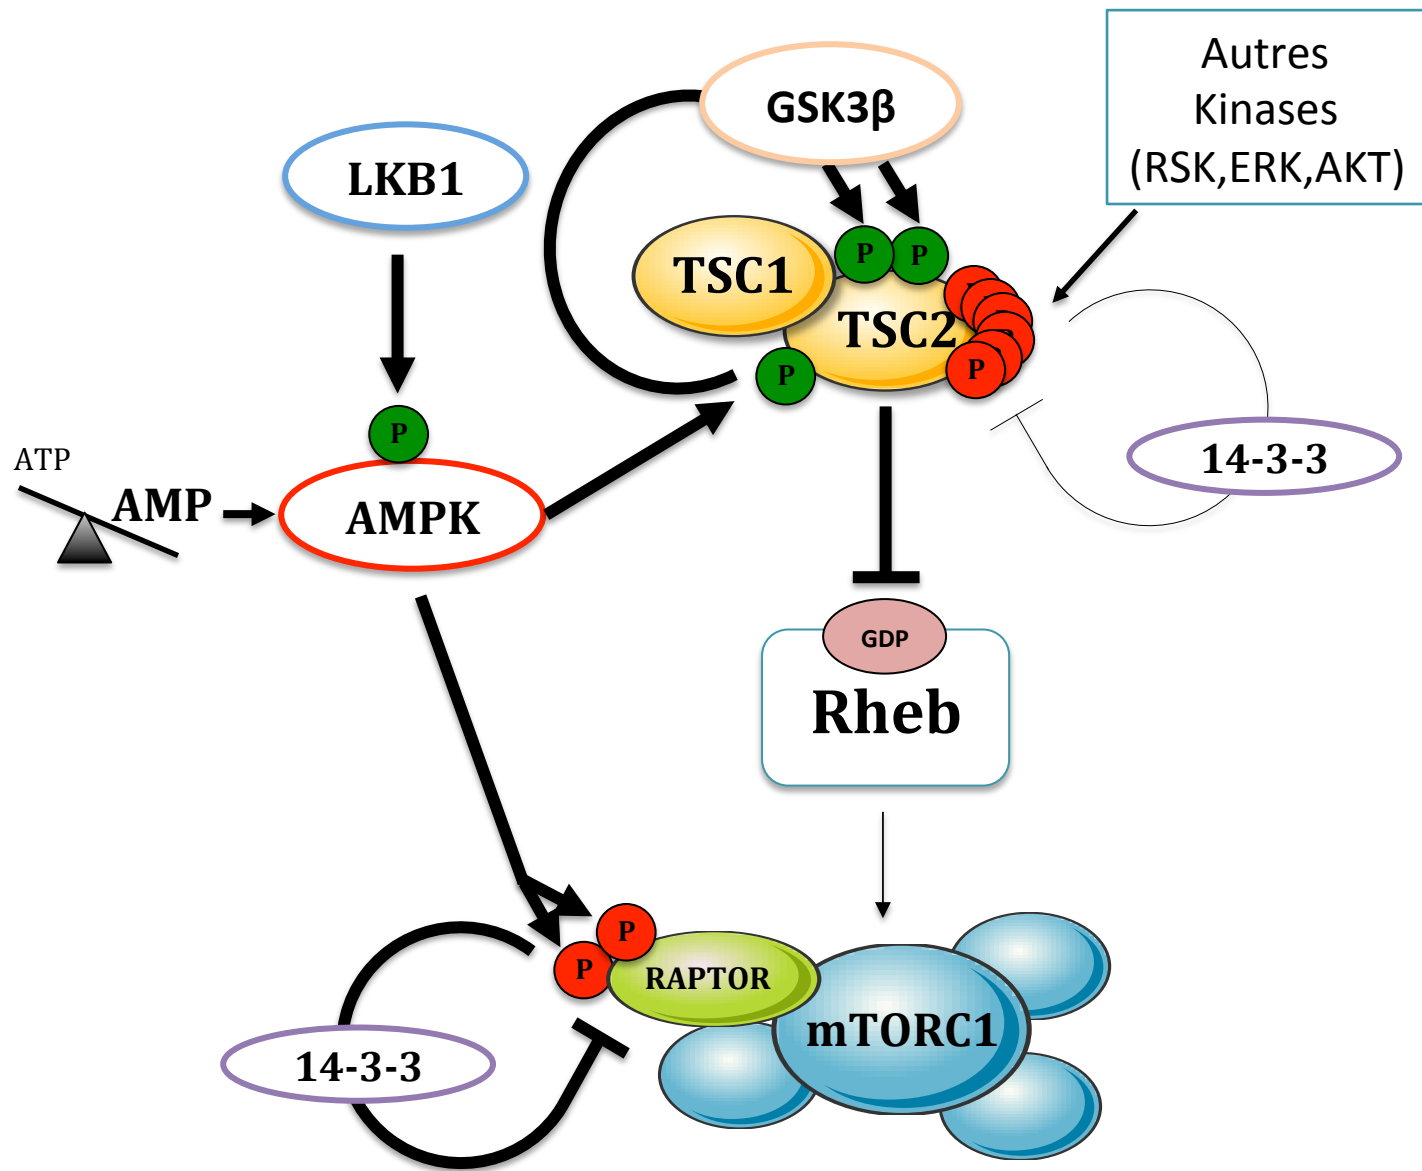 GSK3β
Autres
Kinases
(RSK,ERK,AKT)
LKB1
P
P
TSC1
TSC2
P
P
P
14-3-3
ATP
AMP
AMPK
GDP
Rheb
P
P
RAPTOR
mTORC1
14-3-3